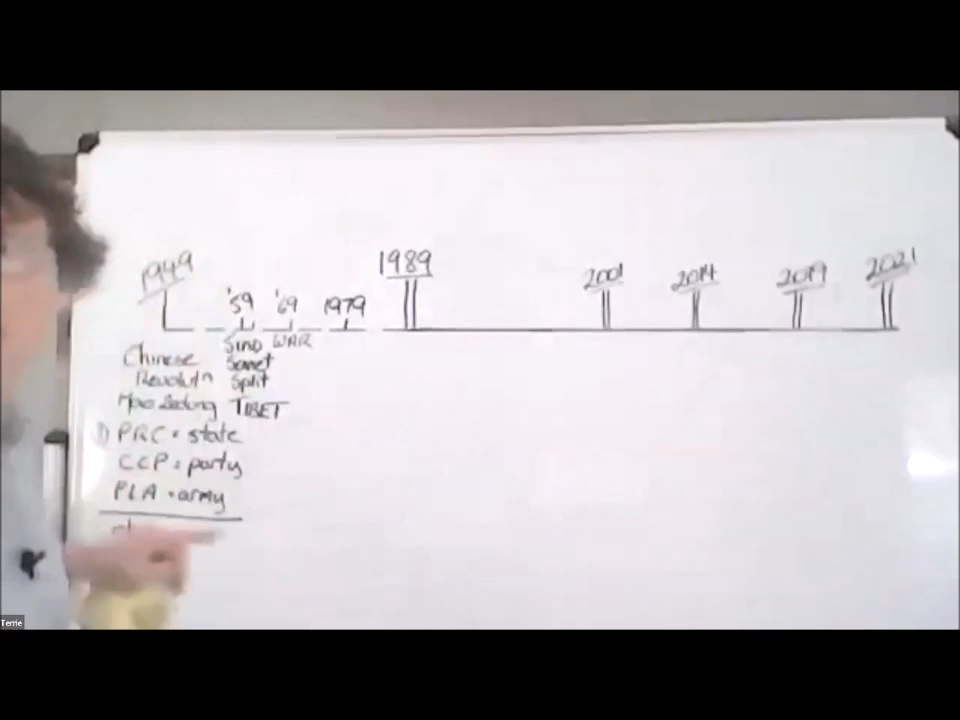 1949 '59 '69 1979 1989 2001 2014 2019 2021
Sino WAR
Chinese Soviet
Revolutn Split
Mao Zedong TIBET
1) PRC = state
CCP = party
PLA = army
Terrie